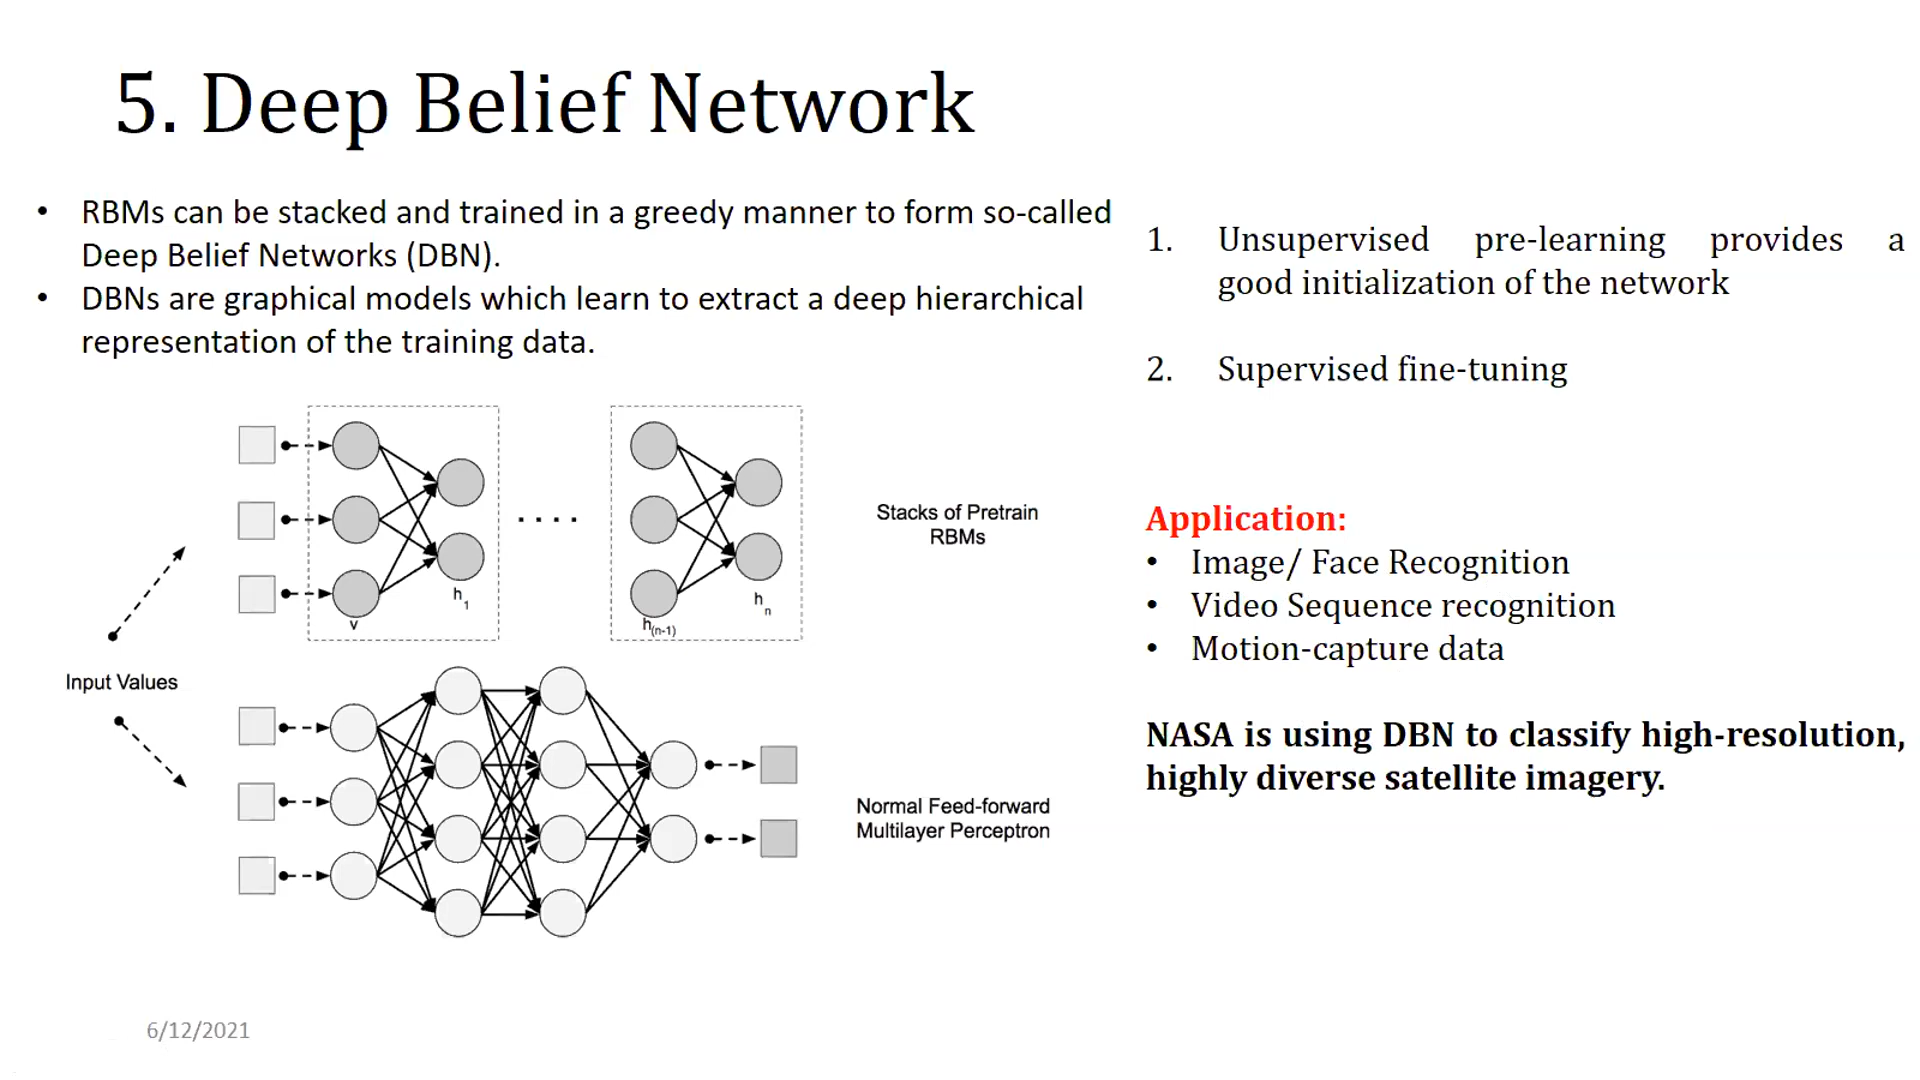 5. Deep Belief Network
• RBMs can be stacked and trained in a greedy manner to form so-called
Deep Belief Networks (DBN).
• DBNs are graphical models which learn to extract a deep hierarchical
representation of the training data.
1. Unsupervised pre-learning provides a
good initialization of the network
2. Supervised fine-tuning
Stacks of Pretrain
RBMs
v
h1
h(n-1)
hn
Input Values
Normal Feed-forward
Multilayer Perceptron
Application:
• Image/ Face Recognition
• Video Sequence recognition
• Motion-capture data
NASA is using DBN to classify high-resolution,
highly diverse satellite imagery.
6/12/2021